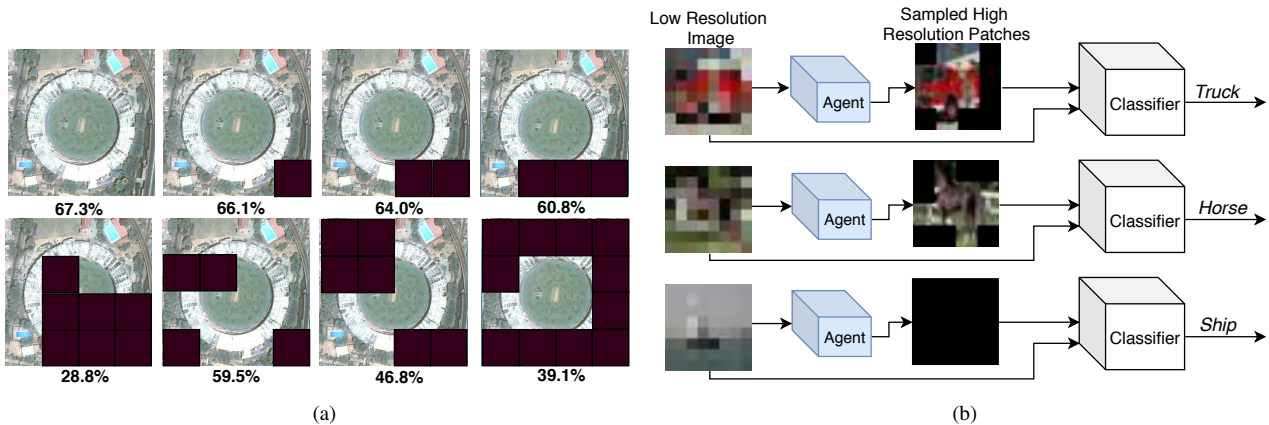 67.3%
66.1%
64.0%
60.8%
28.8%
59.5%
46.8%
39.1%
(a)
Low Resolution
Image
Sampled High
Resolution Patches
Agent
Classifier
Truck
Agent
Classifier
Horse
Agent
Classifier
Ship
(b)